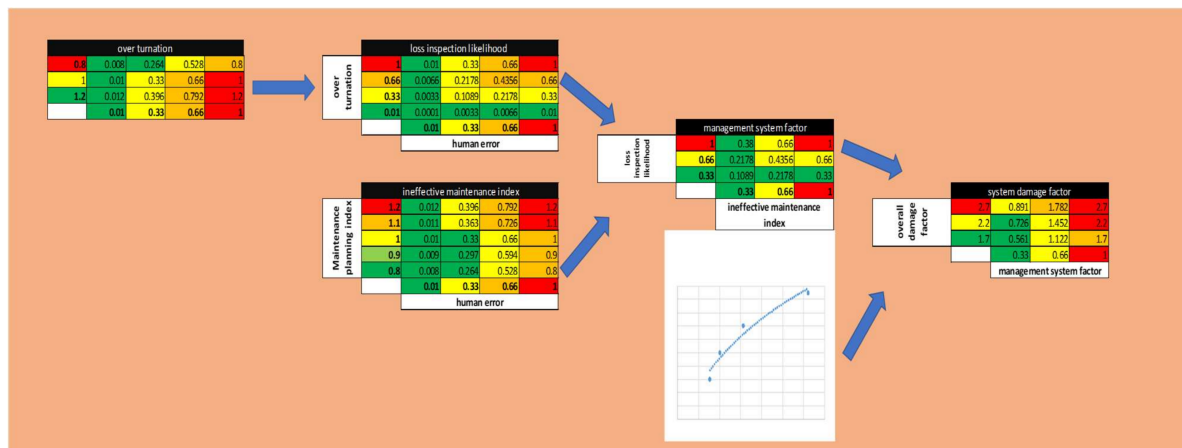 over turnation
0.8 0.008 0.264 0.528 0.8
1 0.01 0.33 0.66 1
1.2 0.012 0.396 0.792 1.2
0.01 0.33 0.66 1
loss inspection likelihood
over turnation
1 0.01 0.33 0.66 1
0.66 0.0066 0.2178 0.4356 0.66
0.33 0.0033 0.1089 0.2178 0.33
0.01 0.0001 0.0033 0.0066 0.01
0.01 0.33 0.66 1
human error
ineffective maintenance index
Maintenance planning index
1.2 0.012 0.396 0.792 1.2
1.1 0.011 0.363 0.726 1.1
1 0.01 0.33 0.66 1
0.9 0.009 0.297 0.594 0.9
0.8 0.008 0.264 0.528 0.8
0.01 0.33 0.66 1
human error
management system factor
loss inspection likelihood
1 0.38 0.66 1
0.66 0.2178 0.4356 0.66
0.33 0.1089 0.2178 0.33
0.33 0.66 1
ineffective maintenance
index
system damage factor
overall damage factor
2.7 0.891 1.782 2.7
2.2 0.726 1.452 2.2
1.7 0.561 1.122 1.7
0.33 0.66 1
management system factor